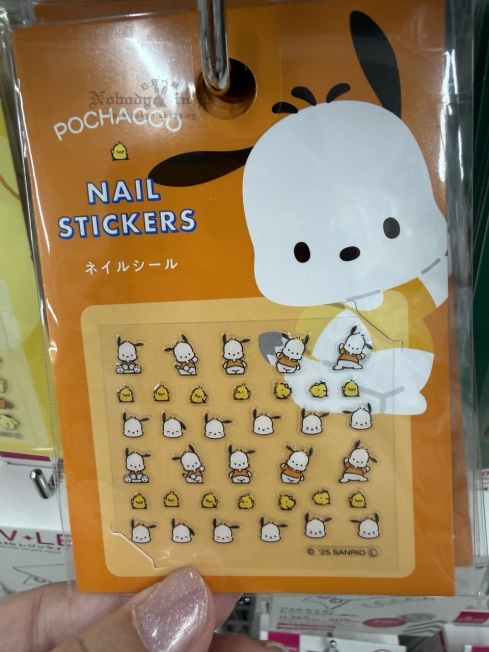 POCHACCO
NAIL
STICKERS
ネイルシール
© '25 SANRIO Ⓛ